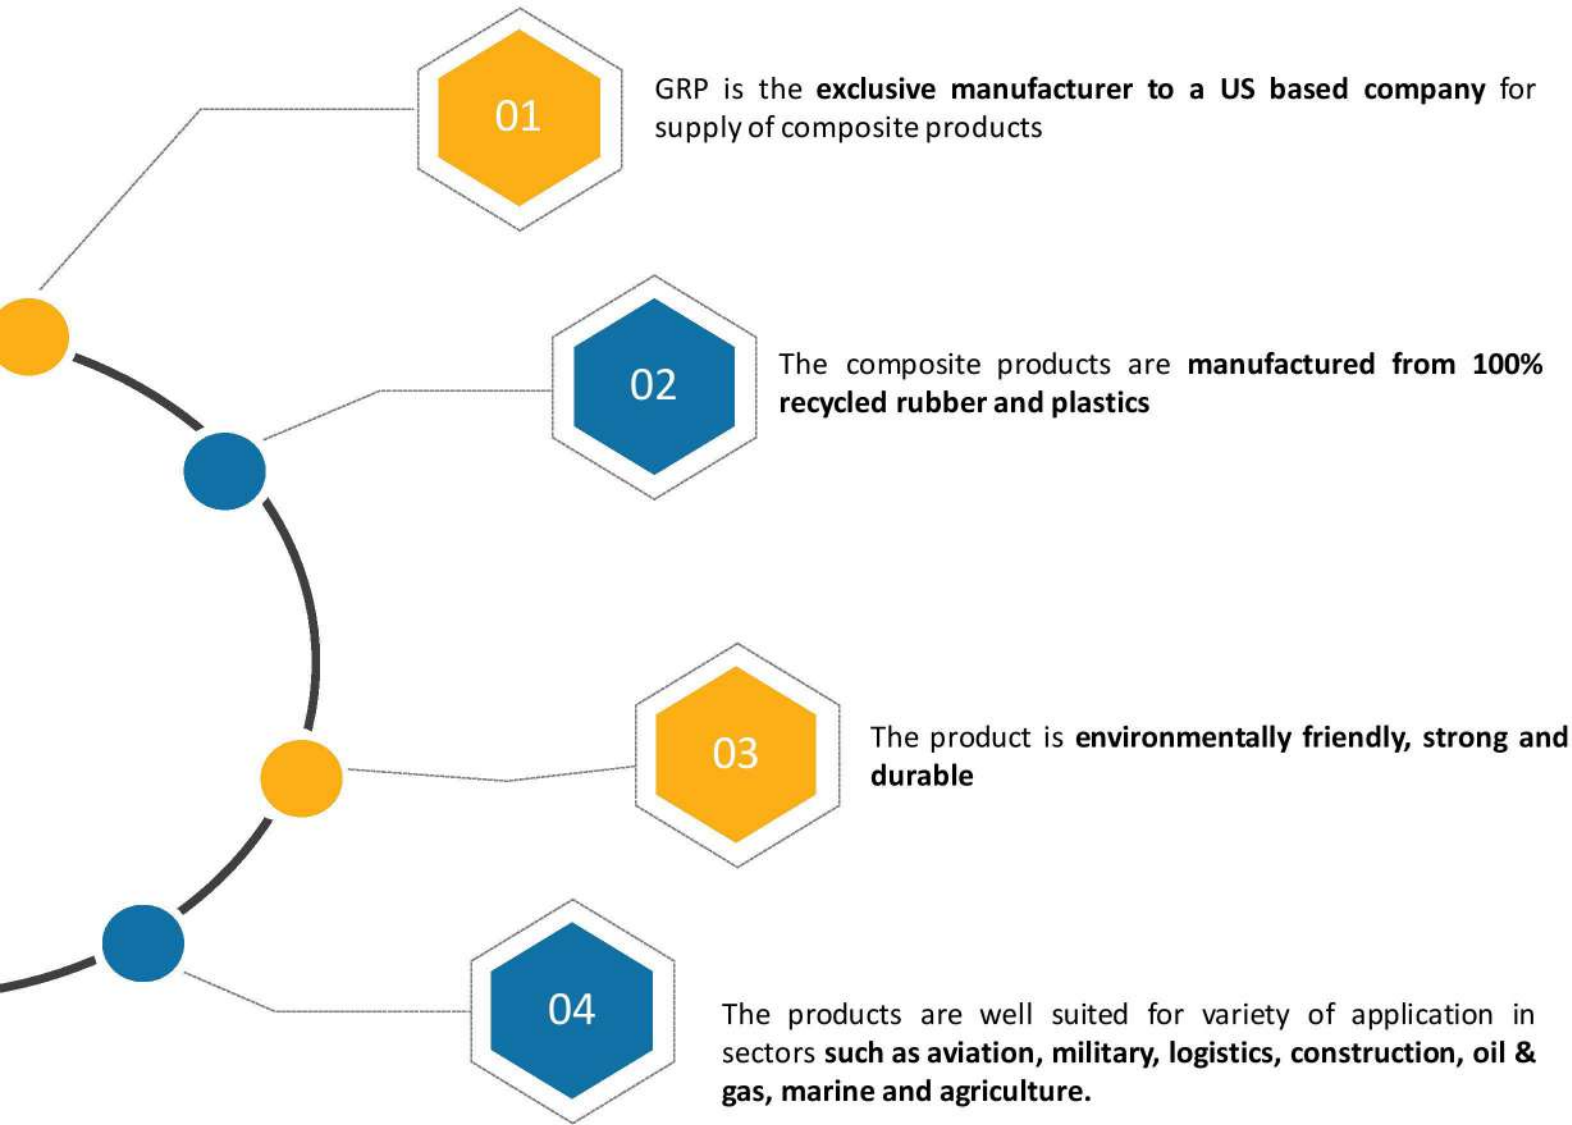 01
GRP is the exclusive manufacturer to a US based company for
supply of composite products
02
The composite products are manufactured from 100%
recycled rubber and plastics
03
The product is environmentally friendly, strong and
durable
04
The products are well suited for variety of application in
sectors such as aviation, military, logistics, construction, oil &
gas, marine and agriculture.